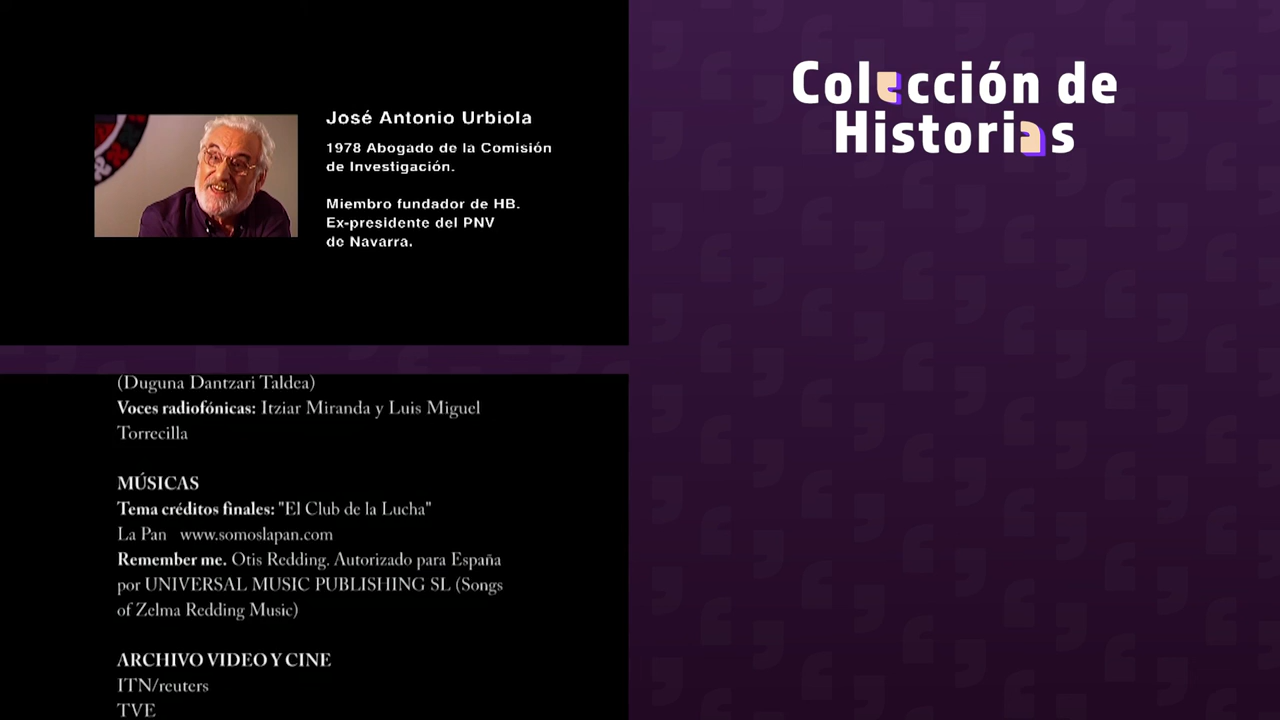 José Antonio Urbiola
1978 Abogado de la Comisión
de Investigación.
Miembro fundador de HB.
Ex-presidente del PNV
de Navarra.
Colección de
Historias
(Duguna Dantzari Taldea)
Voces radiofónicas: Itziar Miranda y Luis Miguel
Torrecilla
MÚSICAS
Tema créditos finales: "El Club de la Lucha"
La Pan www.somoslapan.com
Remember me. Otis Redding. Autorizado para España
por UNIVERSAL MUSIC PUBLISHING SL (Songs
of Zelma Redding Music)
ARCHIVO VIDEO Y CINE
ITN/reuters
TVE